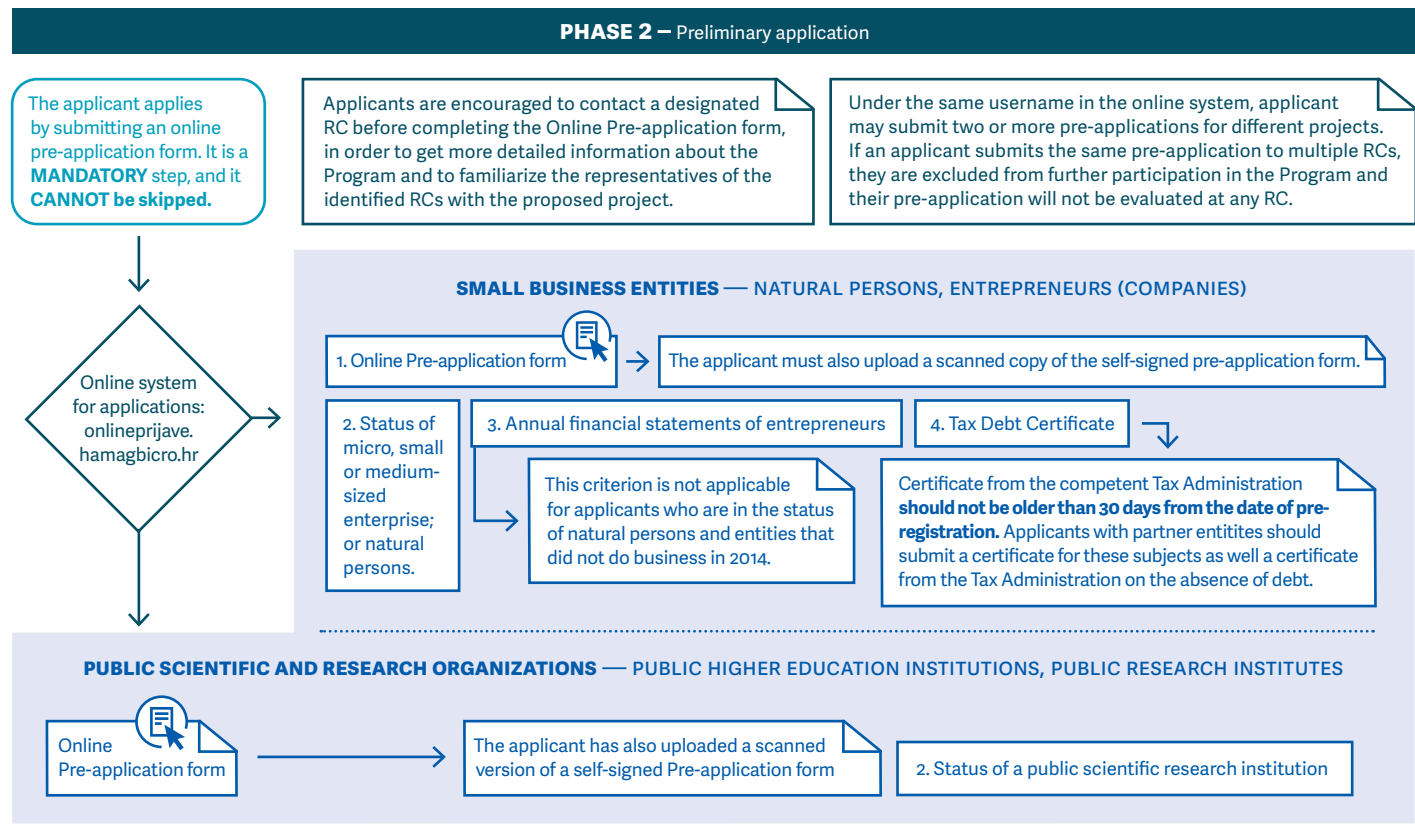 PHASE 2 – Preliminary application
The applicant applies
by submitting an online
pre-application form. It is a
MANDATORY step, and it
CANNOT be skipped.
Applicants are encouraged to contact a designated
RC before completing the Online Pre-application form,
in order to get more detailed information about the
Program and to familiarize the representatives of the
identified RCs with the proposed project.
Under the same username in the online system, applicant
may submit two or more pre-applications for different projects.
If an applicant submits the same pre-application to multiple RCs,
they are excluded from further participation in the Program and
their pre-application will not be evaluated at any RC.
Online system
for applications:
onlineprijave.
hamagbicro.hr
SMALL BUSINESS ENTITIES — NATURAL PERSONS, ENTREPRENEURS (COMPANIES)
1. Online Pre-application form
The applicant must also upload a scanned copy of the self-signed pre-application form.
2. Status of
micro, small
or medium-
sized
enterprise;
or natural
persons.
3. Annual financial statements of entrepreneurs
This criterion is not applicable
for applicants who are in the status
of natural persons and entities that
did not do business in 2014.
4. Tax Debt Certificate
Certificate from the competent Tax Administration
should not be older than 30 days from the date of pre-
registration. Applicants with partner entitites should
submit a certificate for these subjects as well a certificate
from the Tax Administration on the absence of debt.
PUBLIC SCIENTIFIC AND RESEARCH ORGANIZATIONS — PUBLIC HIGHER EDUCATION INSTITUTIONS, PUBLIC RESEARCH INSTITUTES
Online
Pre-application form
The applicant has also uploaded a scanned
version of a self-signed Pre-application form
2. Status of a public scientific research institution